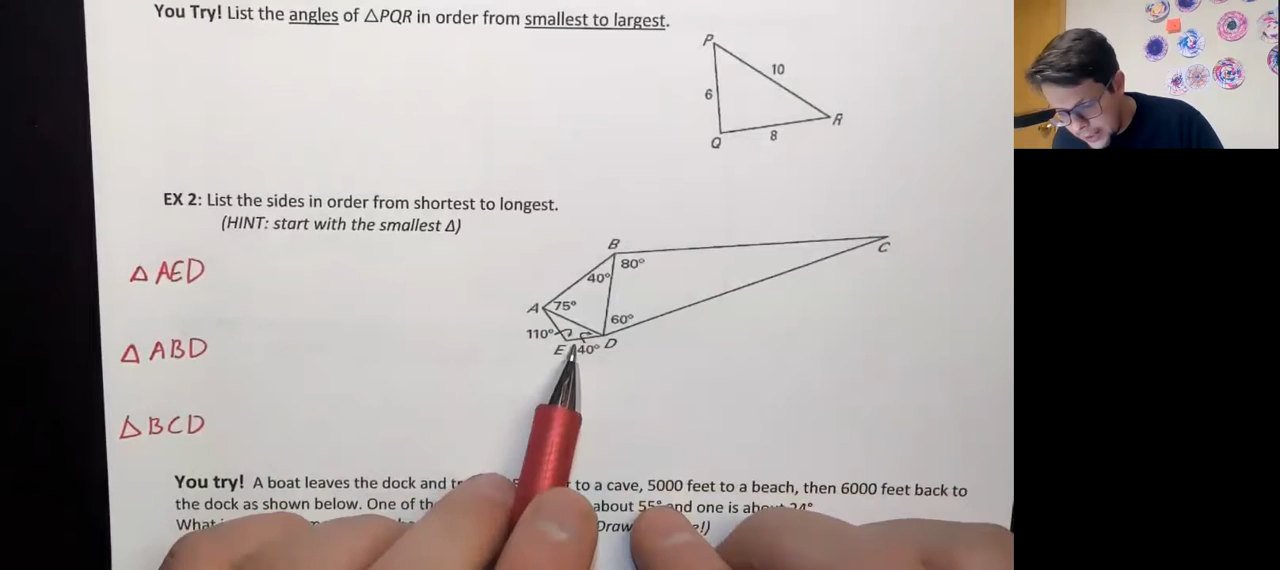 You Try! List the angles of △PQR in order from smallest to largest.
P
10
6
R
8
Q
EX 2: List the sides in order from shortest to longest.
(HINT: start with the smallest Δ)
△ AED
△ ABD
△ BCD
B
C
80°
40°
A
75°
60°
110°
E
40°
D
You try! A boat leaves the dock and to a cave, 5000 feet to a beach, then 6000 feet back to
the dock as shown below. One of about 55° and one is
What